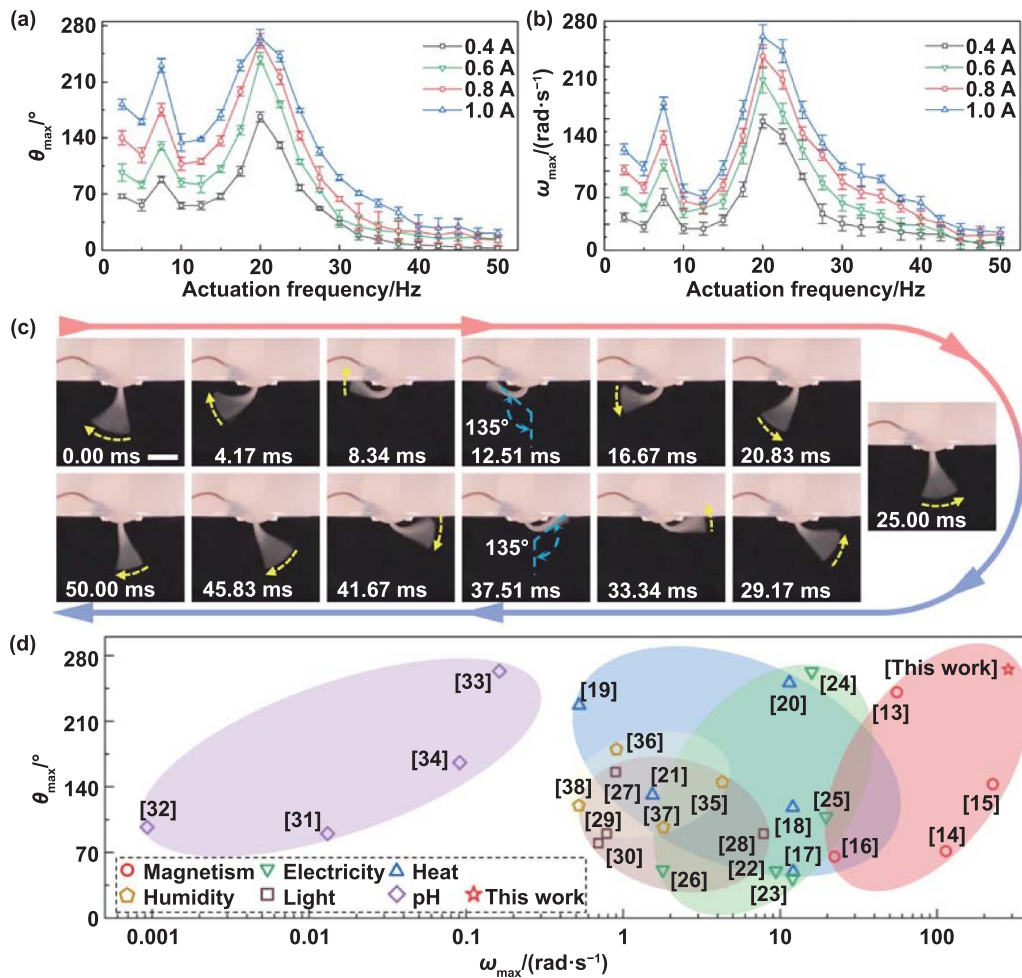 (a)
280
210
140
70
0
θmax/°
0 10 20 30 40 50
Actuation frequency/Hz
0.4 A
0.6 A
0.8 A
1.0 A
(b)
280
210
140
70
0
ωmax/(rad·s⁻¹)
0 10 20 30 40 50
Actuation frequency/Hz
0.4 A
0.6 A
0.8 A
1.0 A
(c)
0.00 ms
4.17 ms
8.34 ms
135°
12.51 ms
16.67 ms
20.83 ms
25.00 ms
50.00 ms
45.83 ms
41.67 ms
135°
37.51 ms
33.34 ms
29.17 ms
(d)
280
210
140
70
0
θmax/°
[This work]
[33]
[24]
[19]
[20]
[13]
[36]
[34]
[21]
[27]
[35]
[15]
[38]
[32]
[31]
[29]
[37]
[25]
[18]
[30]
[28]
[16]
[14]
[22]
[17]
[26]
[23]
Magnetism Electricity Heat
Humidity Light pH This work
0.001 0.01 0.1 1 10 100
ωmax/(rad·s⁻¹)